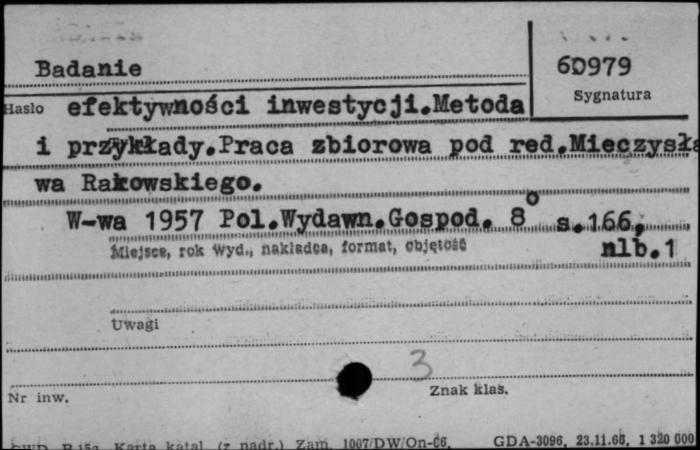 Badanie
60979
Sygnatura
Hasło efektywności inwestycji.Metoda
i przykłady.Praca zbiorowa pod red.Mieczysła
wa Rakowskiego.
W-wa 1957 Pol.Wydawn.Gospod. 8° s.166,
Miejsce, rok wyd., nakładca, format, objętość
nlb.1
Uwagi
3
Nr inw.
Znak klas.
Karta katal. (z nadr.) Zam. 1007/DW/On-66. GDA-3096, 23.11.66, 1 320 000